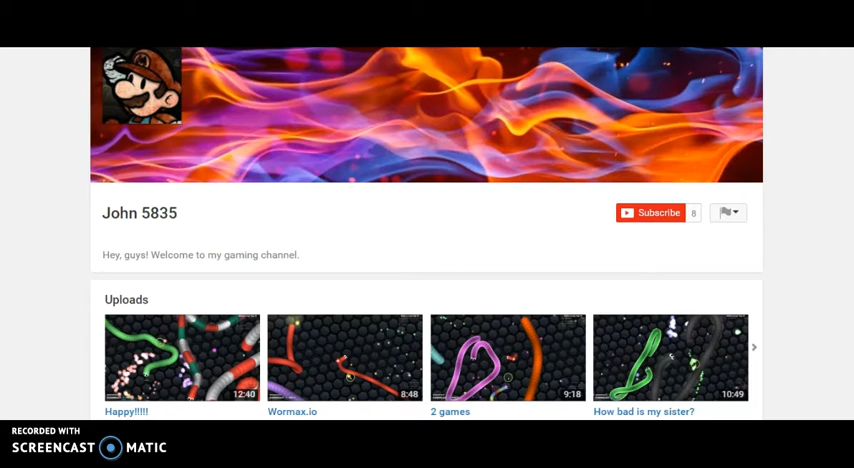 John 5835
Subscribe 8
Hey, guys! Welcome to my gaming channel.
Uploads
12:40 8:48 9:18 10:49
Happy!!!!! Wormax.io 2 games How bad is my sister?
RECORDED WITH
SCREENCAST MATIC